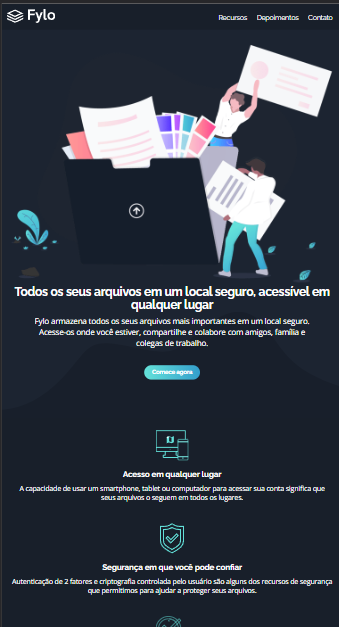 Fylo
Recursos Depoimentos Contato
Todos os seus arquivos em um local seguro, acessível em
qualquer lugar
Fylo armazena todos os seus arquivos mais importantes em um local seguro.
Acesse-os onde você estiver, compartilhe e colabore com amigos, família e
colegas de trabalho.
Comece agora
Acesso em qualquer lugar
A capacidade de usar um smartphone, tablet ou computador para acessar sua conta significa que
seus arquivos o seguem em todos os lugares.
Segurança em que você pode confiar
Autenticação de 2 fatores e criptografia controlada pelo usuário são alguns dos recursos de segurança
que permitimos para ajudar a proteger seus arquivos.